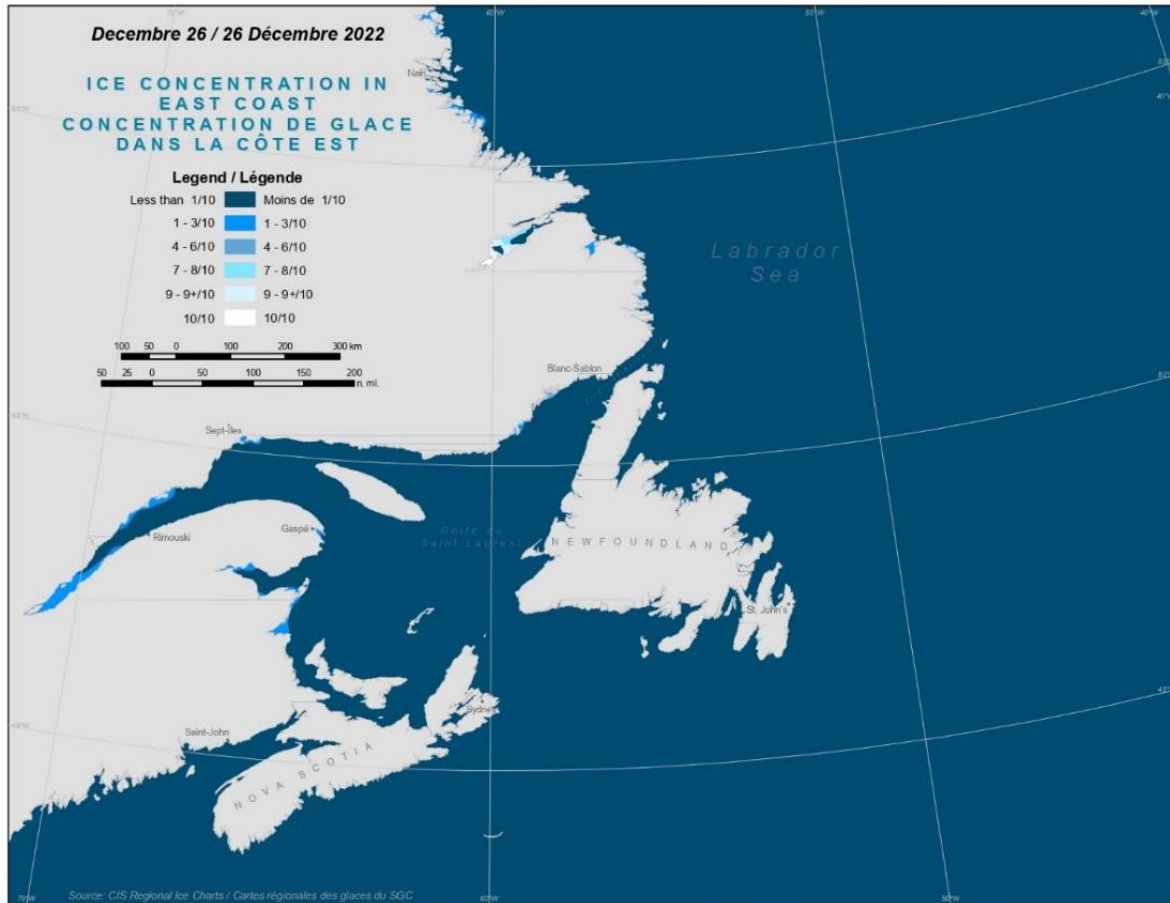 Decembre 26 / 26 Décembre 2022
ICE CONCENTRATION IN
EAST COAST
CONCENTRATION DE GLACE
DANS LA CÔTE EST
Legend / Légende
Less than 1/10 Moins de 1/10
1 - 3/10 1 - 3/10
4 - 6/10 4 - 6/10
7 - 8/10 7 - 8/10
9 - 9+/10 9 - 9+/10
10/10 10/10
100 50 0 100 200 300 km
50 25 0 50 100 150 200 n. mi.
Nain
Labrador
Sea
Blanc-Sablon
Sept-Îles
Rimouski
Gaspé
Golfe du
Saint-Laurent
NEWFOUNDLAND
St. John's
Sydney
Saint-John
NOVA SCOTIA
70°W
60°W
Source: CIS Regional Ice Charts / Cartes régionales des glaces du SGC